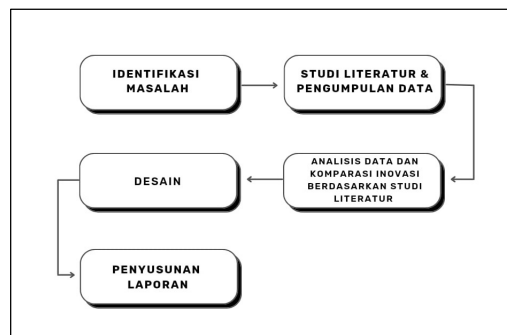 IDENTIFIKASI
MASALAH
STUDI LITERATUR &
PENGUMPULAN DATA
ANALISIS DATA DAN
KOMPARASI INOVASI
BERDASARKAN STUDI
LITERATUR
DESAIN
PENYUSUNAN
LAPORAN